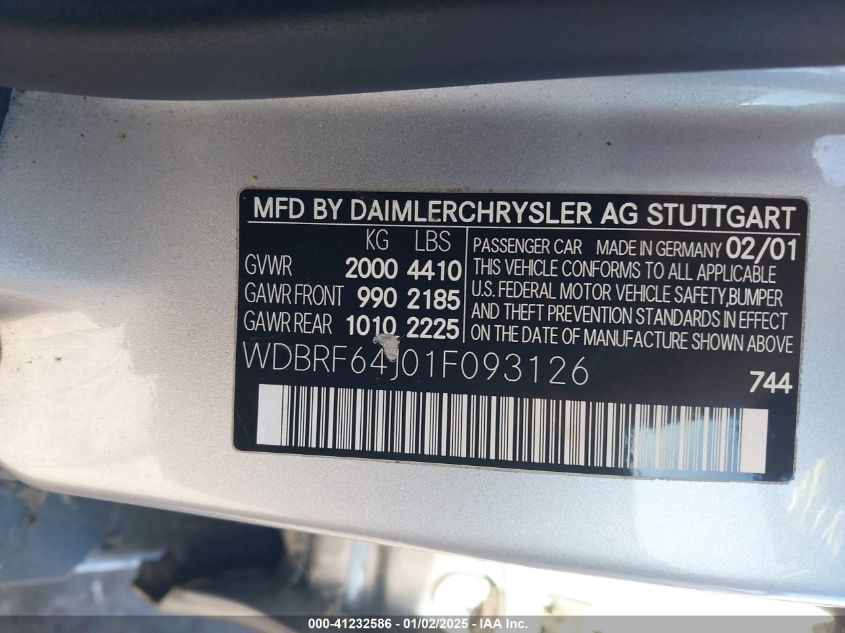 MFD BY DAIMLERCHRYSLER AG STUTTGART
KG LBS
GVWR 2000 4410
GAWR FRONT 990 2185
GAWR REAR 1010 2225
PASSENGER CAR MADE IN GERMANY 02/01
THIS VEHICLE CONFORMS TO ALL APPLICABLE
U.S. FEDERAL MOTOR VEHICLE SAFETY,BUMPER
AND THEFT PREVENTION STANDARDS IN EFFECT
ON THE DATE OF MANUFACTURE ABOVE
WDBRF64J01F093126
744
000-41232586 - 01/02/2025 - IAA Inc.